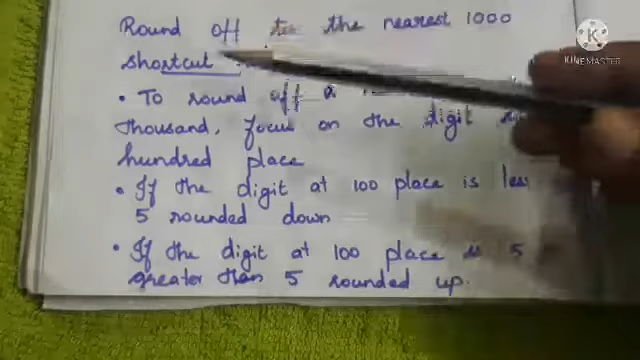 Round off to the nearest 1000
shortcut
• To round off a
thousand, focus on the digit
hundred place
• If the digit at 100 place is less
5 rounded down
• If the digit at 100 place is 5
greater than 5 rounded up.
KINEMASTER